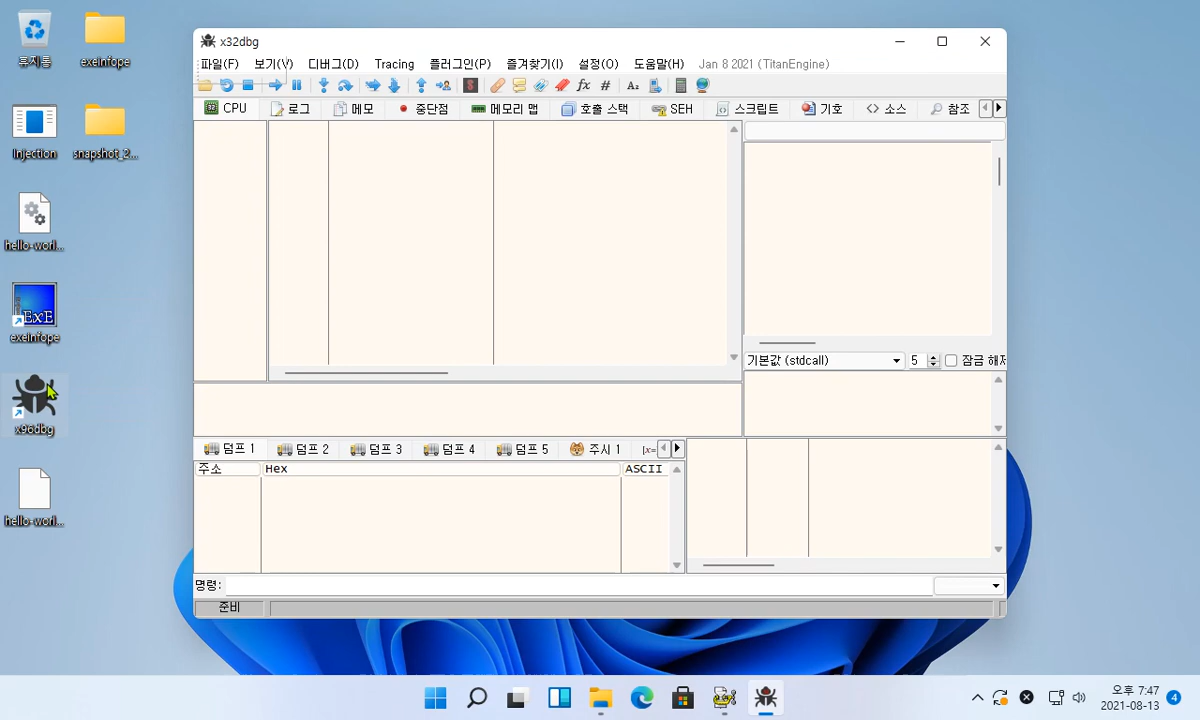 휴지통
exeinfope
Injection
snapshot_2...
hello-worl...
exeinfope
x96dbg
hello-worl...
x32dbg
파일(F) 보기(V) 디버그(D) Tracing 플러그인(P) 즐겨찾기(I) 설정(O) 도움말(H) Jan 8 2021 (TitanEngine)
CPU 로그 메모 중단점 메모리 맵 호출 스택 SEH 스크립트 기호 소스 참조
기본값 (stdcall) 5 잠금 해제
덤프 1 덤프 2 덤프 3 덤프 4 덤프 5 주시 1 [x=
주소 Hex ASCII
명령:
준비
오후 7:47
2021-08-13 4